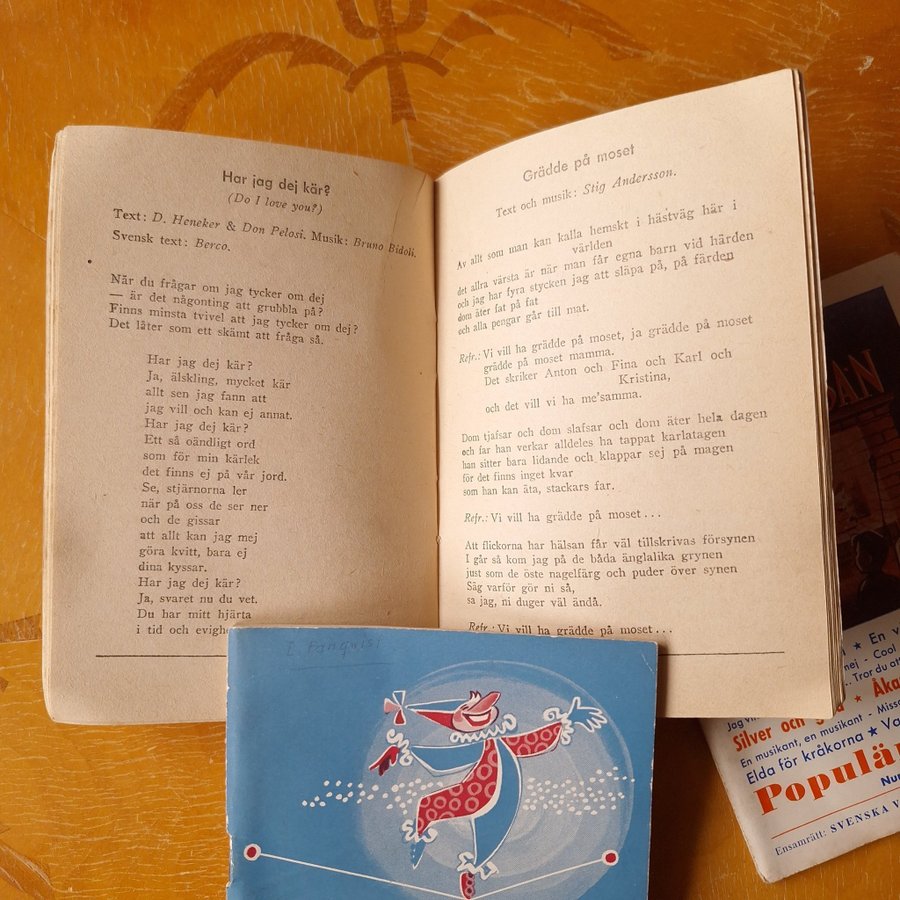 Har jag dej kär?
(Do I love you?)
Text: D. Heneker & Don Pelosi. Musik: Bruno Bidoli.
Svensk text: Berco.
När du frågar om jag tycker om dej
— är det någonting att grubbla på?
Finns minsta tvivel att jag tycker om dej?
Det låter som ett skämt att fråga så.
Har jag dej kär?
Ja, älskling, mycket kär
allt sen jag fann att
jag vill och kan ej annat.
Har jag dej kär?
Ett så oändligt ord
som för min kärlek
det finns ej på vår jord.
Se, stjärnorna ler
när på oss de ser ner
och de gissar
att allt kan jag mej
göra kvitt, bara ej
dina kyssar.
Har jag dej kär?
Ja, svaret nu du vet.
Du har mitt hjärta
i tid och evighe
Grädde på moset
Text och musik: Stig Andersson.
Av allt som man kan kalla hemskt i hästväg här i
världen
det allra värsta är när man får egna barn vid härden
och jag har fyra stycken jag att släpa på, på färden
dom äter fat på fat
och alla pengar går till mat.
Refr.: Vi vill ha grädde på moset, ja grädde på moset
grädde på moset mamma.
Det skriker Anton och Fina och Karl och
Kristina,
och det vill vi ha me'samma.
Dom tjafsar och dom slafsar och dom äter hela dagen
och far han verkar alldeles ha tappat karlatagen
han sitter bara lidande och klappar sej på magen
för det finns inget kvar
som han kan äta, stackars far.
Refr.: Vi vill ha grädde på moset...
Att flickorna har hälsan får väl tillskrivas försynen
I går så kom jag på de båda änglalika grynen
just som de öste nagelfärg och puder över synen
Säg varför gör ni så,
sa jag, ni duger väl ändå.
Refr.: Vi vill ha grädde på moset...
En v
mej - Cool
Tror du att
Jag vil
Silver och ★ Åka
En musikant, en musikant - Misso
Elda för kråkorna ★ Va
Populär
Nu
Ensamrätt: SVENSKA V